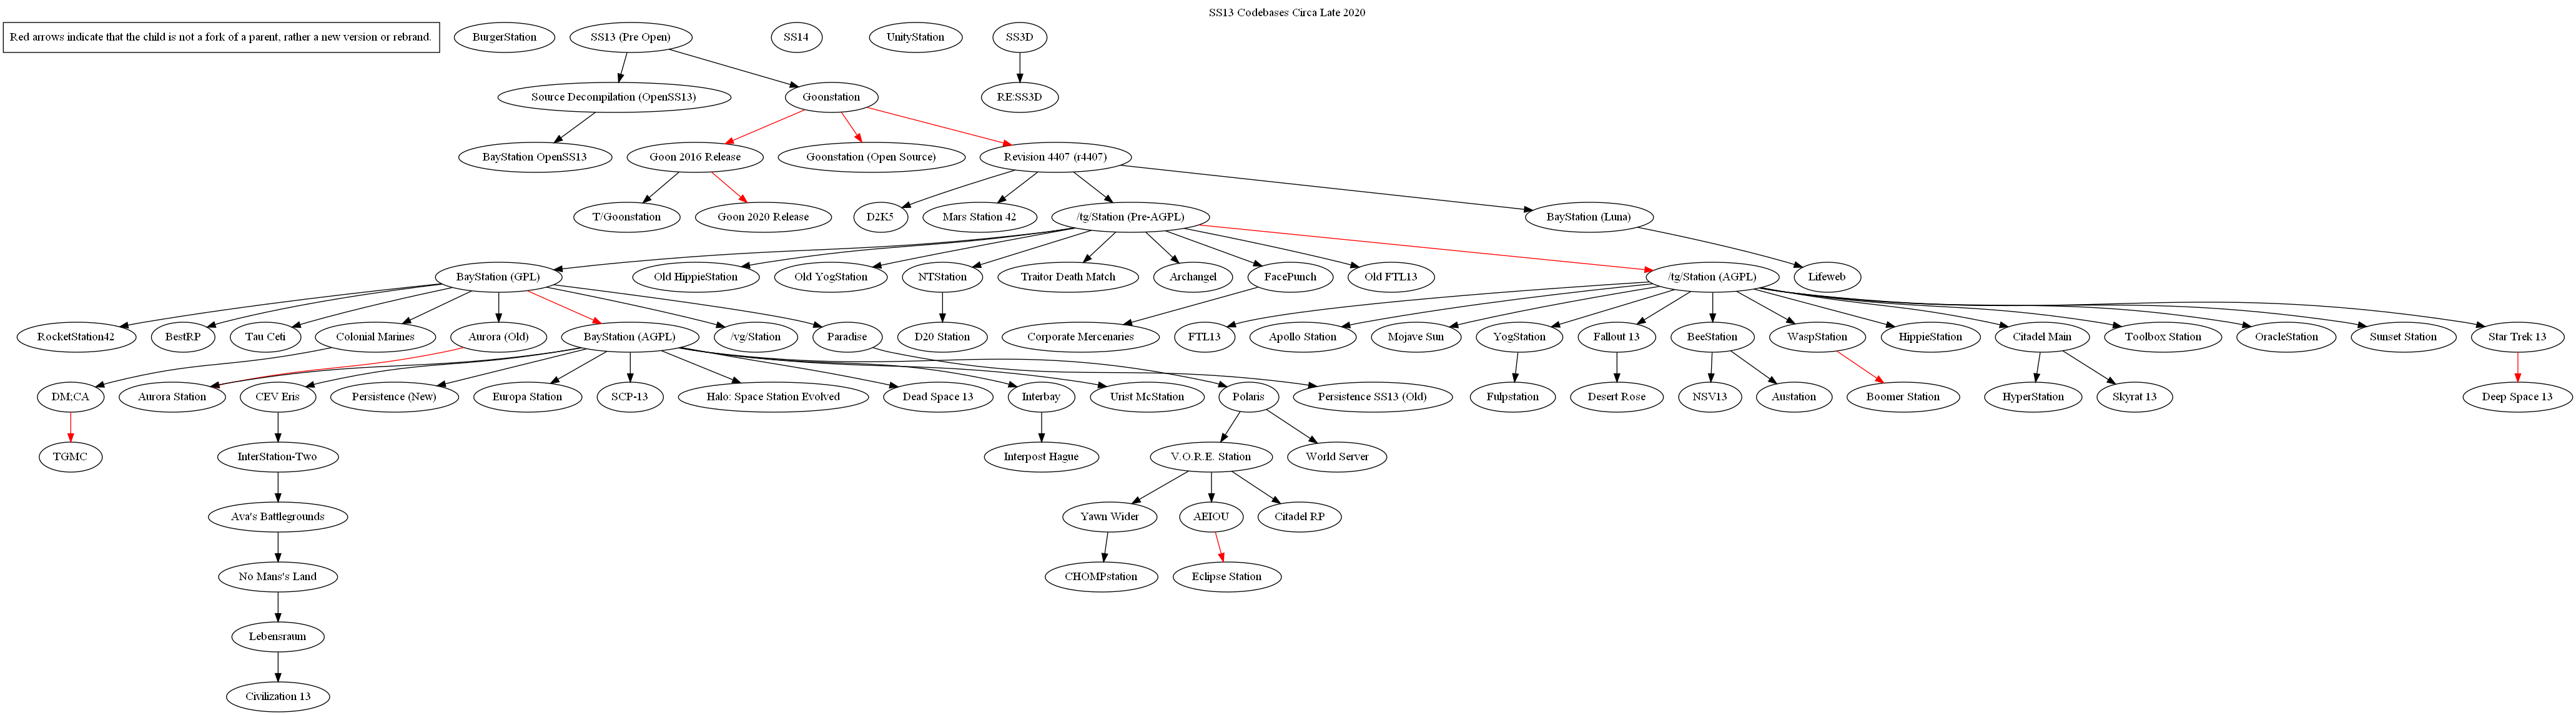 SS13 Codebases Circa Late 2020
Red arrows indicate that the child is not a fork of a parent, rather a new version or rebrand.
BurgerStation
SS13 (Pre Open)
SS14
UnityStation
SS3D
Source Decompilation (OpenSS13)
Goonstation
RE:SS3D
BayStation OpenSS13
Goon 2016 Release
Goonstation (Open Source)
Revision 4407 (r4407)
T/Goonstation
Goon 2020 Release
D2K5
Mars Station 42
/tg/Station (Pre-AGPL)
BayStation (Luna)
BayStation (GPL)
Old HippieStation
Old YogStation
NTStation
Traitor Death Match
Archangel
FacePunch
Old FTL13
/tg/Station (AGPL)
Lifeweb
RocketStation42
BestRP
Tau Ceti
Colonial Marines
Aurora (Old)
BayStation (AGPL)
/vg/Station
Paradise
D20 Station
Corporate Mercenaries
FTL13
Apollo Station
Mojave Sun
YogStation
Fallout 13
BeeStation
WaspStation
HippieStation
Citadel Main
Toolbox Station
OracleStation
Sunset Station
Star Trek 13
DM;CA
Aurora Station
CEV Eris
Persistence (New)
Europa Station
SCP-13
Halo: Space Station Evolved
Dead Space 13
Interbay
Urist McStation
Polaris
Persistence SS13 (Old)
Fulpstation
Desert Rose
NSV13
Austation
Boomer Station
HyperStation
Skyrat 13
Deep Space 13
TGMC
InterStation-Two
Interpost Hague
V.O.R.E. Station
World Server
Ava's Battlegrounds
Yawn Wider
AEIOU
Citadel RP
No Mans's Land
CHOMPstation
Eclipse Station
Lebensraum
Civilization 13